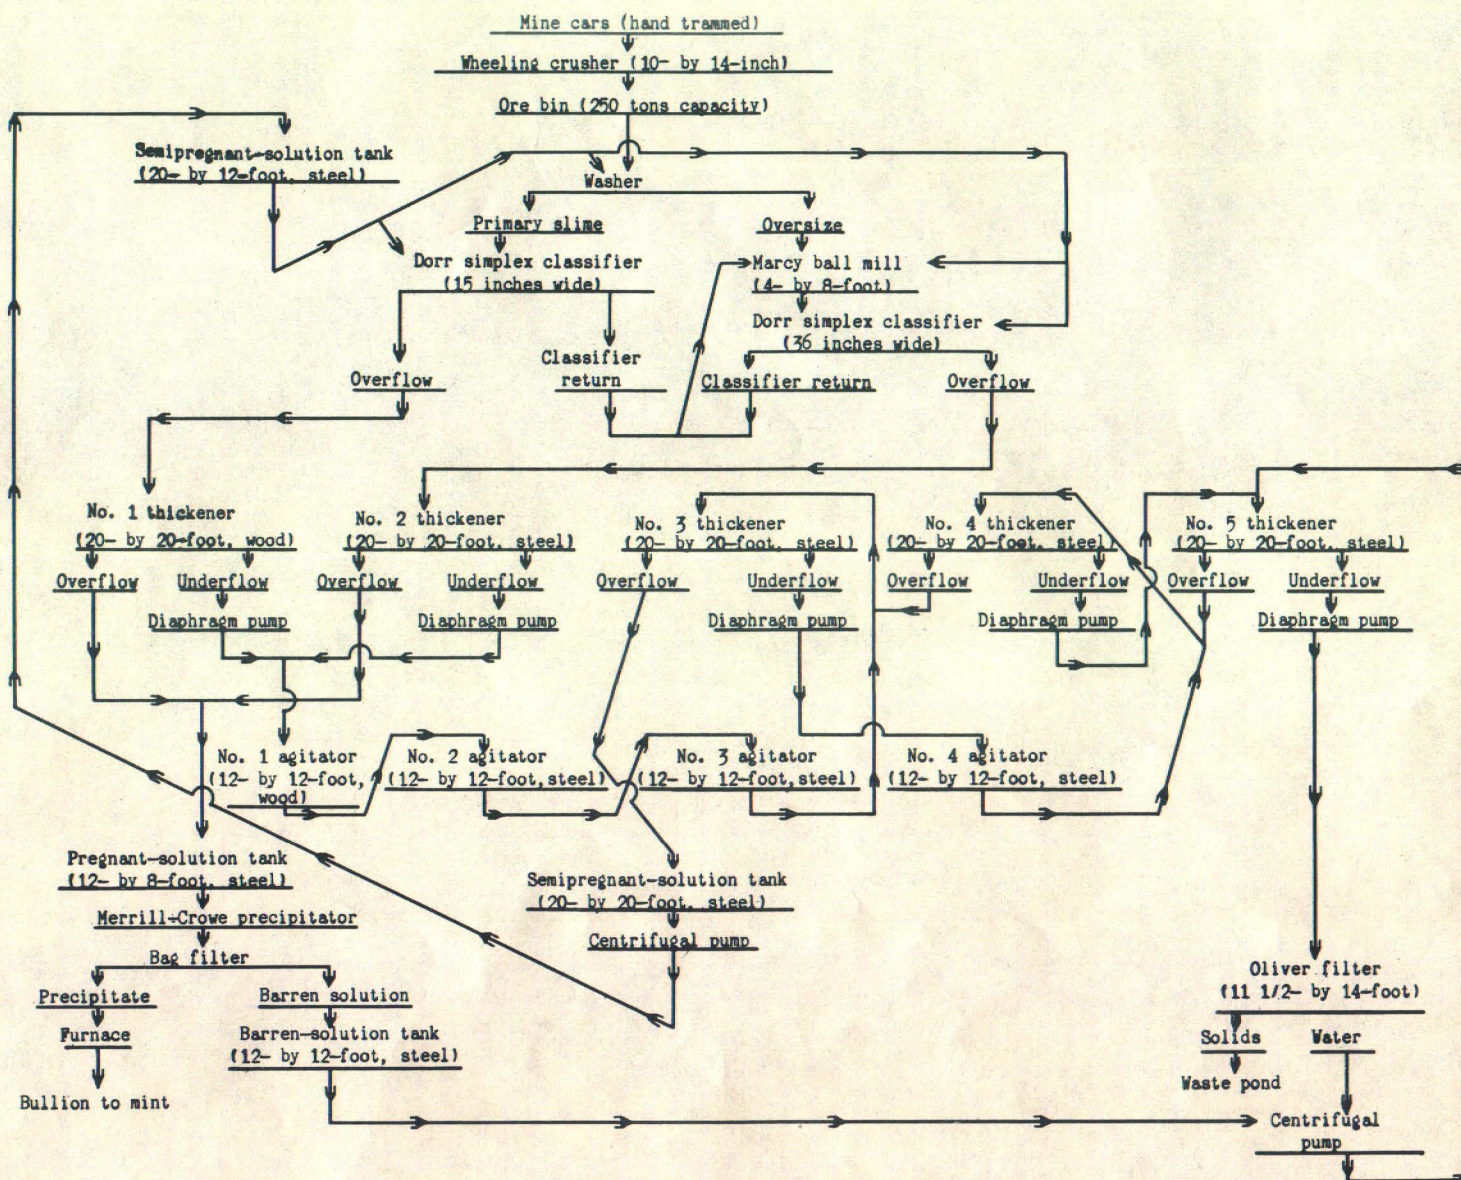 Mine cars (hand trammed)
Wheeling crusher (10- by 14-inch)
Ore bin (250 tons capacity)
Semipregnant-solution tank
(20- by 12-foot, steel)
Washer
Primary slime
Oversize
Dorr simplex classifier
(15 inches wide)
Marcy ball mill
(4- by 8-foot)
Dorr simplex classifier
(36 inches wide)
Overflow
Classifier
return
Classifier return
Overflow
No. 1 thickener
(20- by 20-foot, wood)
No. 2 thickener
(20- by 20-foot, steel)
No. 3 thickener
(20- by 20-foot, steel)
No. 4 thickener
(20- by 20-foot, steel)
No. 5 thickener
(20- by 20-foot, steel)
Overflow
Underflow
Overflow
Underflow
Overflow
Underflow
Overflow
Underflow
Overflow
Underflow
Diaphragm pump
Diaphragm pump
Diaphragm pump
Diaphragm pump
Diaphragm pump
No. 1 agitator
(12- by 12-foot,
wood)
No. 2 agitator
(12- by 12-foot, steel)
No. 3 agitator
(12- by 12-foot, steel)
No. 4 agitator
(12- by 12-foot, steel)
Pregnant-solution tank
(12- by 8-foot, steel)
Merrill-Crowe precipitator
Bag filter
Precipitate
Barren solution
Furnace
Barren-solution tank
(12- by 12-foot, steel)
Bullion to mint
Semipregnant-solution tank
(20- by 20-foot, steel)
Centrifugal pump
Oliver filter
(11 1/2- by 14-foot)
Solids
Water
Waste pond
Centrifugal
pump